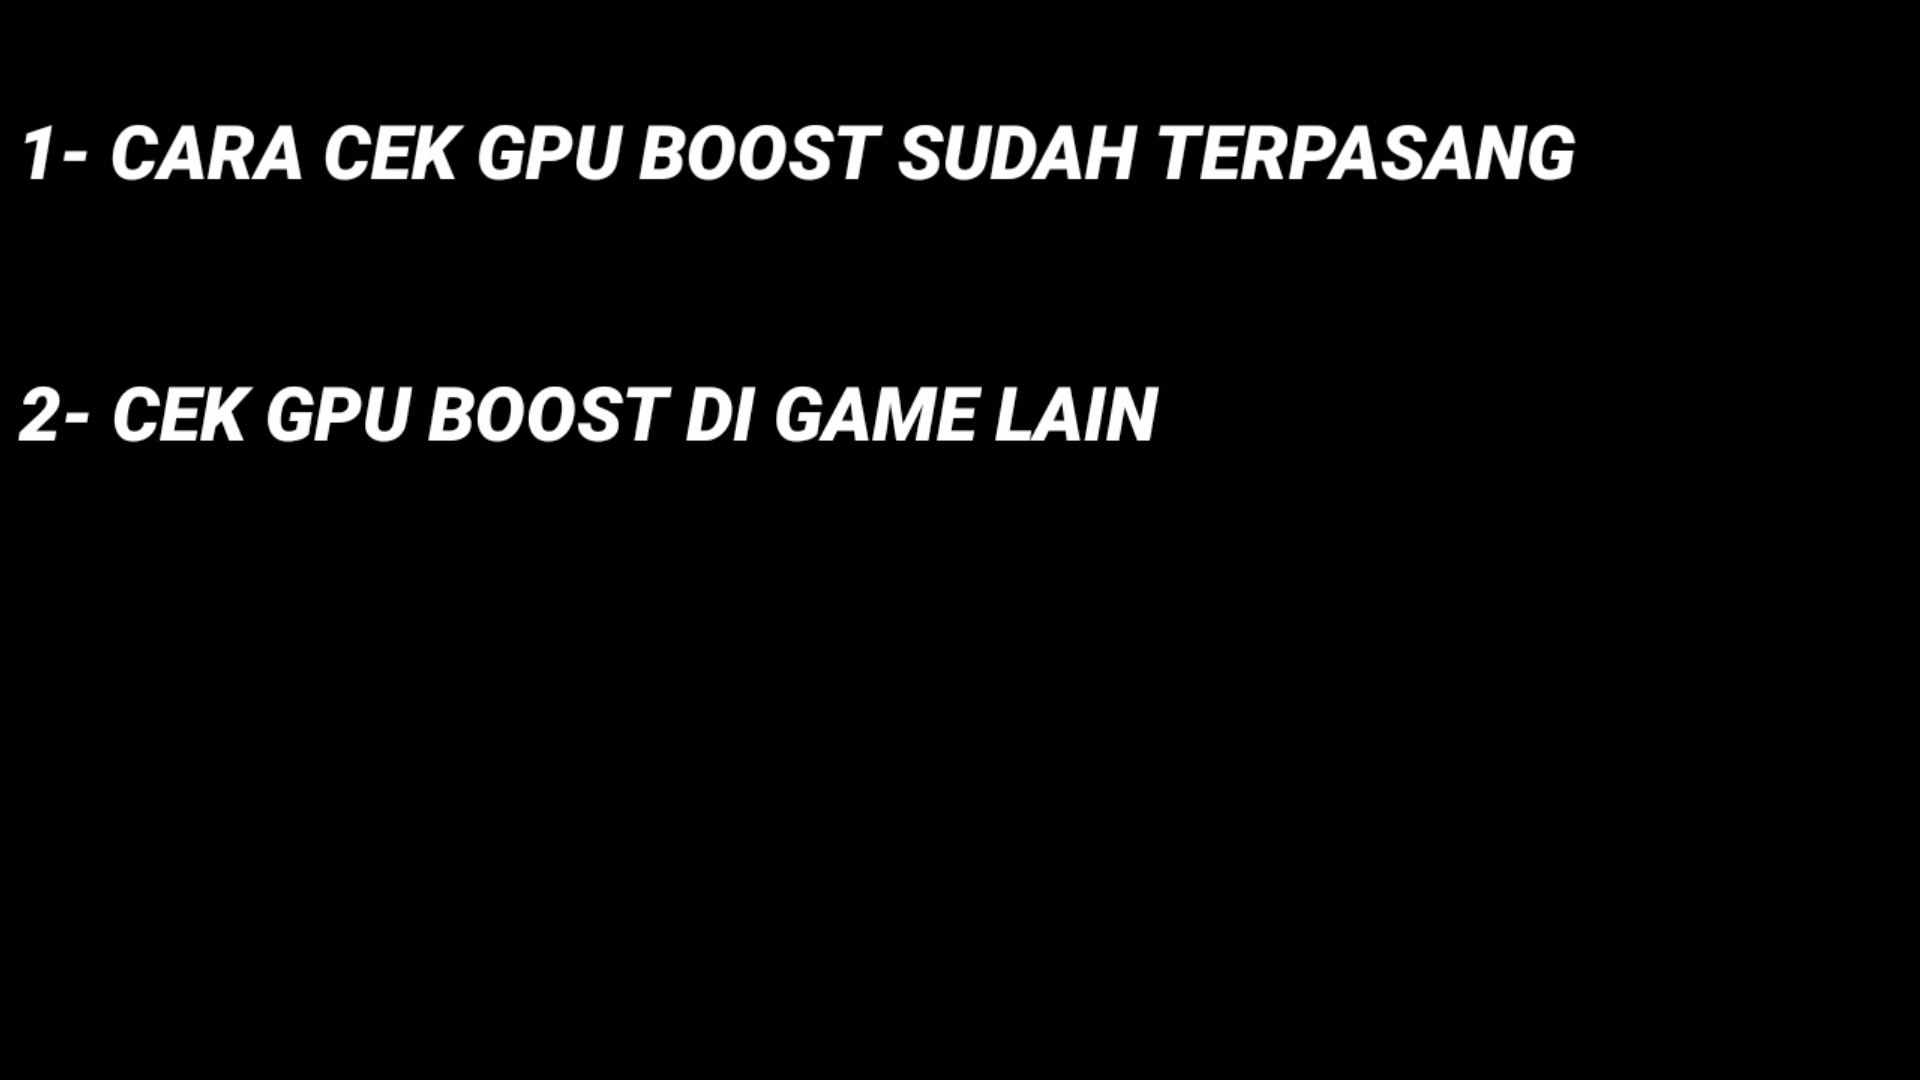 1- CARA CEK GPU BOOST SUDAH TERPASANG
2- CEK GPU BOOST DI GAME LAIN